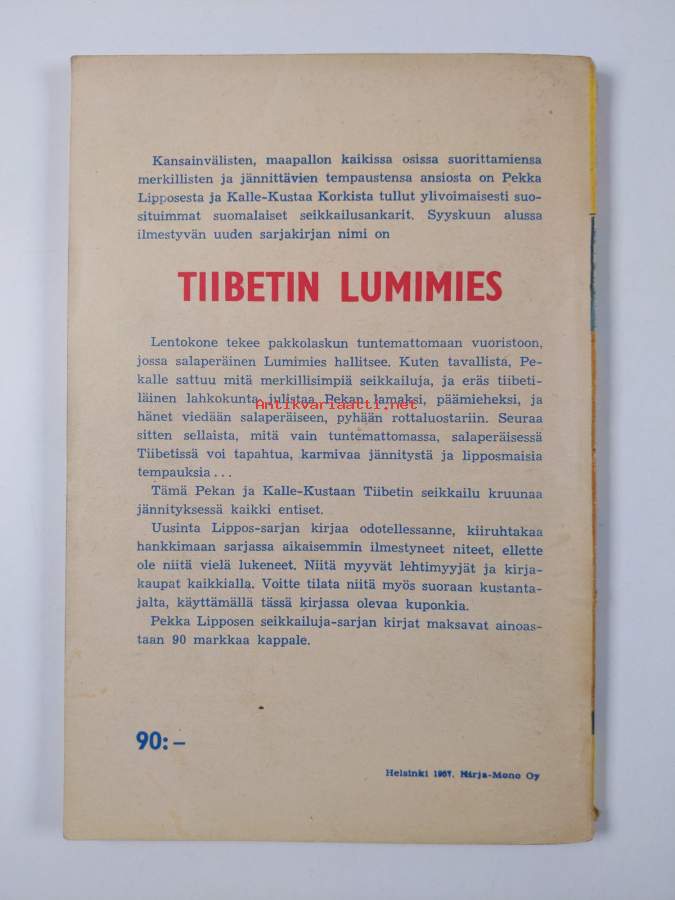 Kansainvälisten, maapallon kaikissa osissa suorittamiensa
merkillisten ja jännittävien tempaustensa ansiosta on Pekka
Lipposesta ja Kalle-Kustaa Korkista tullut ylivoimaisesti suo-
situimmat suomalaiset seikkailusankarit. Syyskuun alussa
ilmestyvän uuden sarjakirjan nimi on
TIIBETIN LUMIMIES
Lentokone tekee pakkolaskun tuntemattomaan vuoristoon,
jossa salaperäinen Lumimies hallitsee. Kuten tavallista, Pe-
kalle sattuu mitä merkillisimpiä seikkailuja, ja eräs tiibeti-
läinen lahkokunta julistaa Pekan lamaksi, päämieheksi, ja
Antikvariaatti.net
hänet viedään salaperäiseen, pyhään rottaluostariin. Seuraa
sitten sellaista, mitä vain tuntemattomassa, salaperäisessä
Tiibetissä voi tapahtua, karmivaa jännitystä ja lipposmaisia
tempauksia...
Tämä Pekan ja Kalle-Kustaan Tiibetin seikkailu kruunaa
jännityksessä kaikki entiset.
Uusinta Lippos-sarjan kirjaa odotellessanne, kiiruhtakaa
hankkimaan sarjassa aikaisemmin ilmestyneet niteet, ellette
ole niitä vielä lukeneet. Niitä myyvät lehtimyyjät ja kirja-
kaupat kaikkialla. Voitte tilata niitä myös suoraan kustanta-
jalta, käyttämällä tässä kirjassa olevaa kuponkia.
Pekka Lipposen seikkailuja-sarjan kirjat maksavat ainoas-
taan 90 markkaa kappale.
90:–
Helsinki 1957. Kirja-Mono Oy